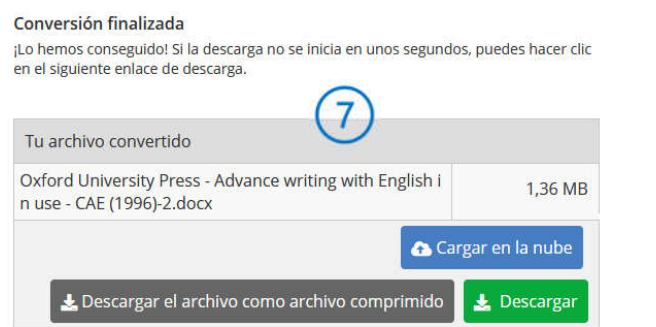 Conversión finalizada
¡Lo hemos conseguido! Si la descarga no se inicia en unos segundos, puedes hacer clic
en el siguiente enlace de descarga.
7
Tu archivo convertido
Oxford University Press - Advance writing with English i
n use - CAE (1996)-2.docx
1,36 MB
Cargar en la nube
Descargar el archivo como archivo comprimido
Descargar